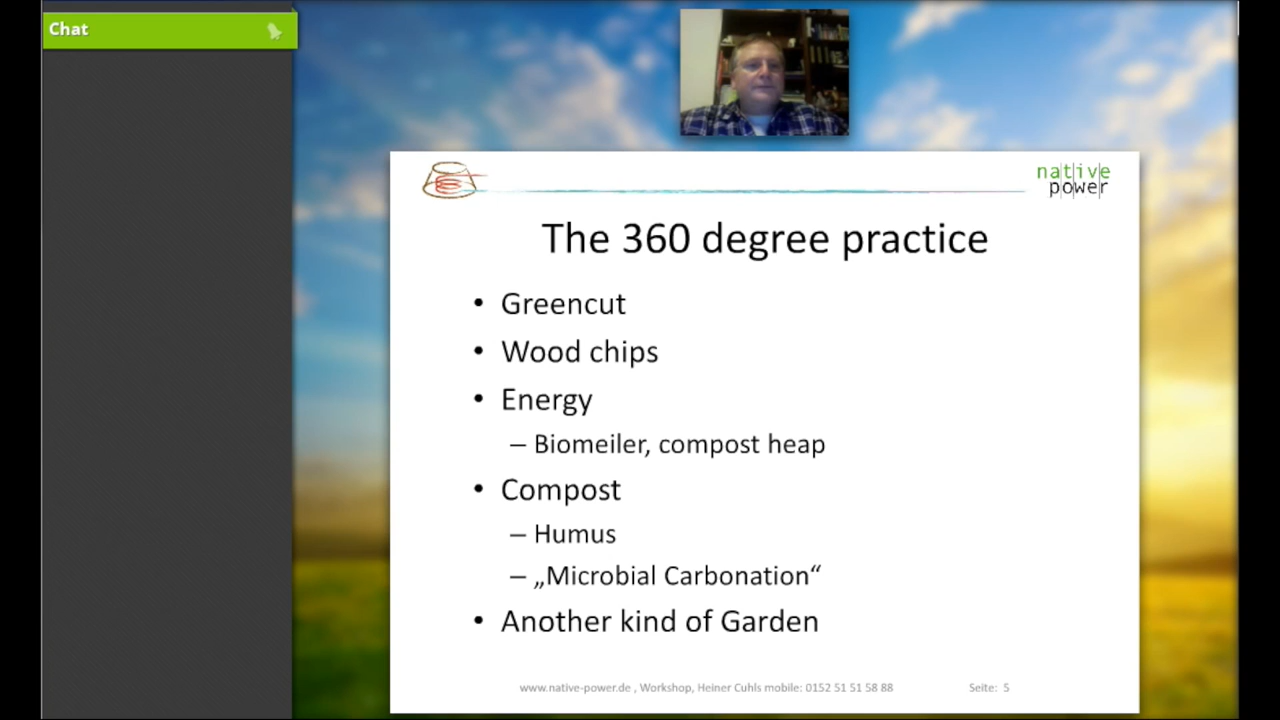 Chat
native
power
The 360 degree practice
• Greencut
• Wood chips
• Energy
– Biomeiler, compost heap
• Compost
– Humus
– „Microbial Carbonation“
• Another kind of Garden
www.native-power.de , Workshop, Heiner Cuhls mobile: 0152 51 51 58 88 Seite: 5